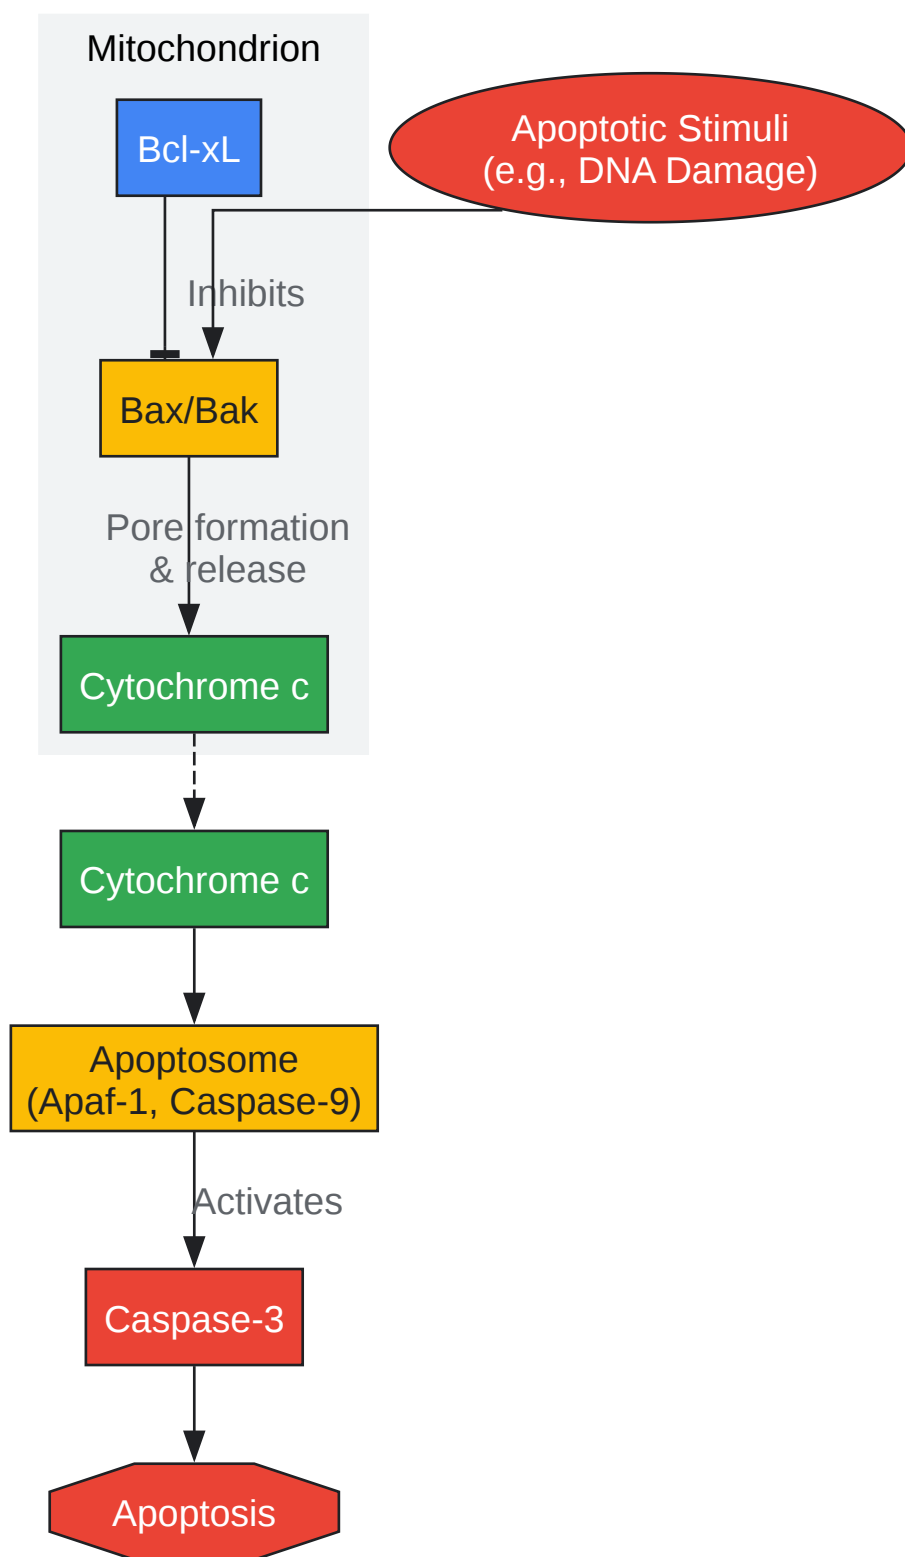 Mitochondrion
Bcl-xL
Apoptotic Stimuli
(e.g., DNA Damage)
Inhibits
Bax/Bak
Pore formation
& release
Cytochrome c
Cytochrome c
Apoptosome
(Apaf-1, Caspase-9)
Activates
Caspase-3
Apoptosis